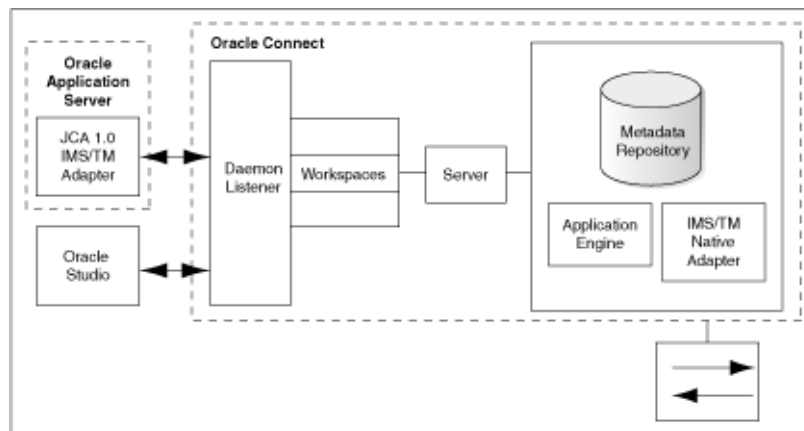 Oracle Connect
Oracle
Application
Server
JCA 1.0
IMS/TM
Adapter
Oracle
Studio
Daemon
Listener
Workspaces
Server
Metadata
Repository
Application
Engine
IMS/TM
Native
Adapter